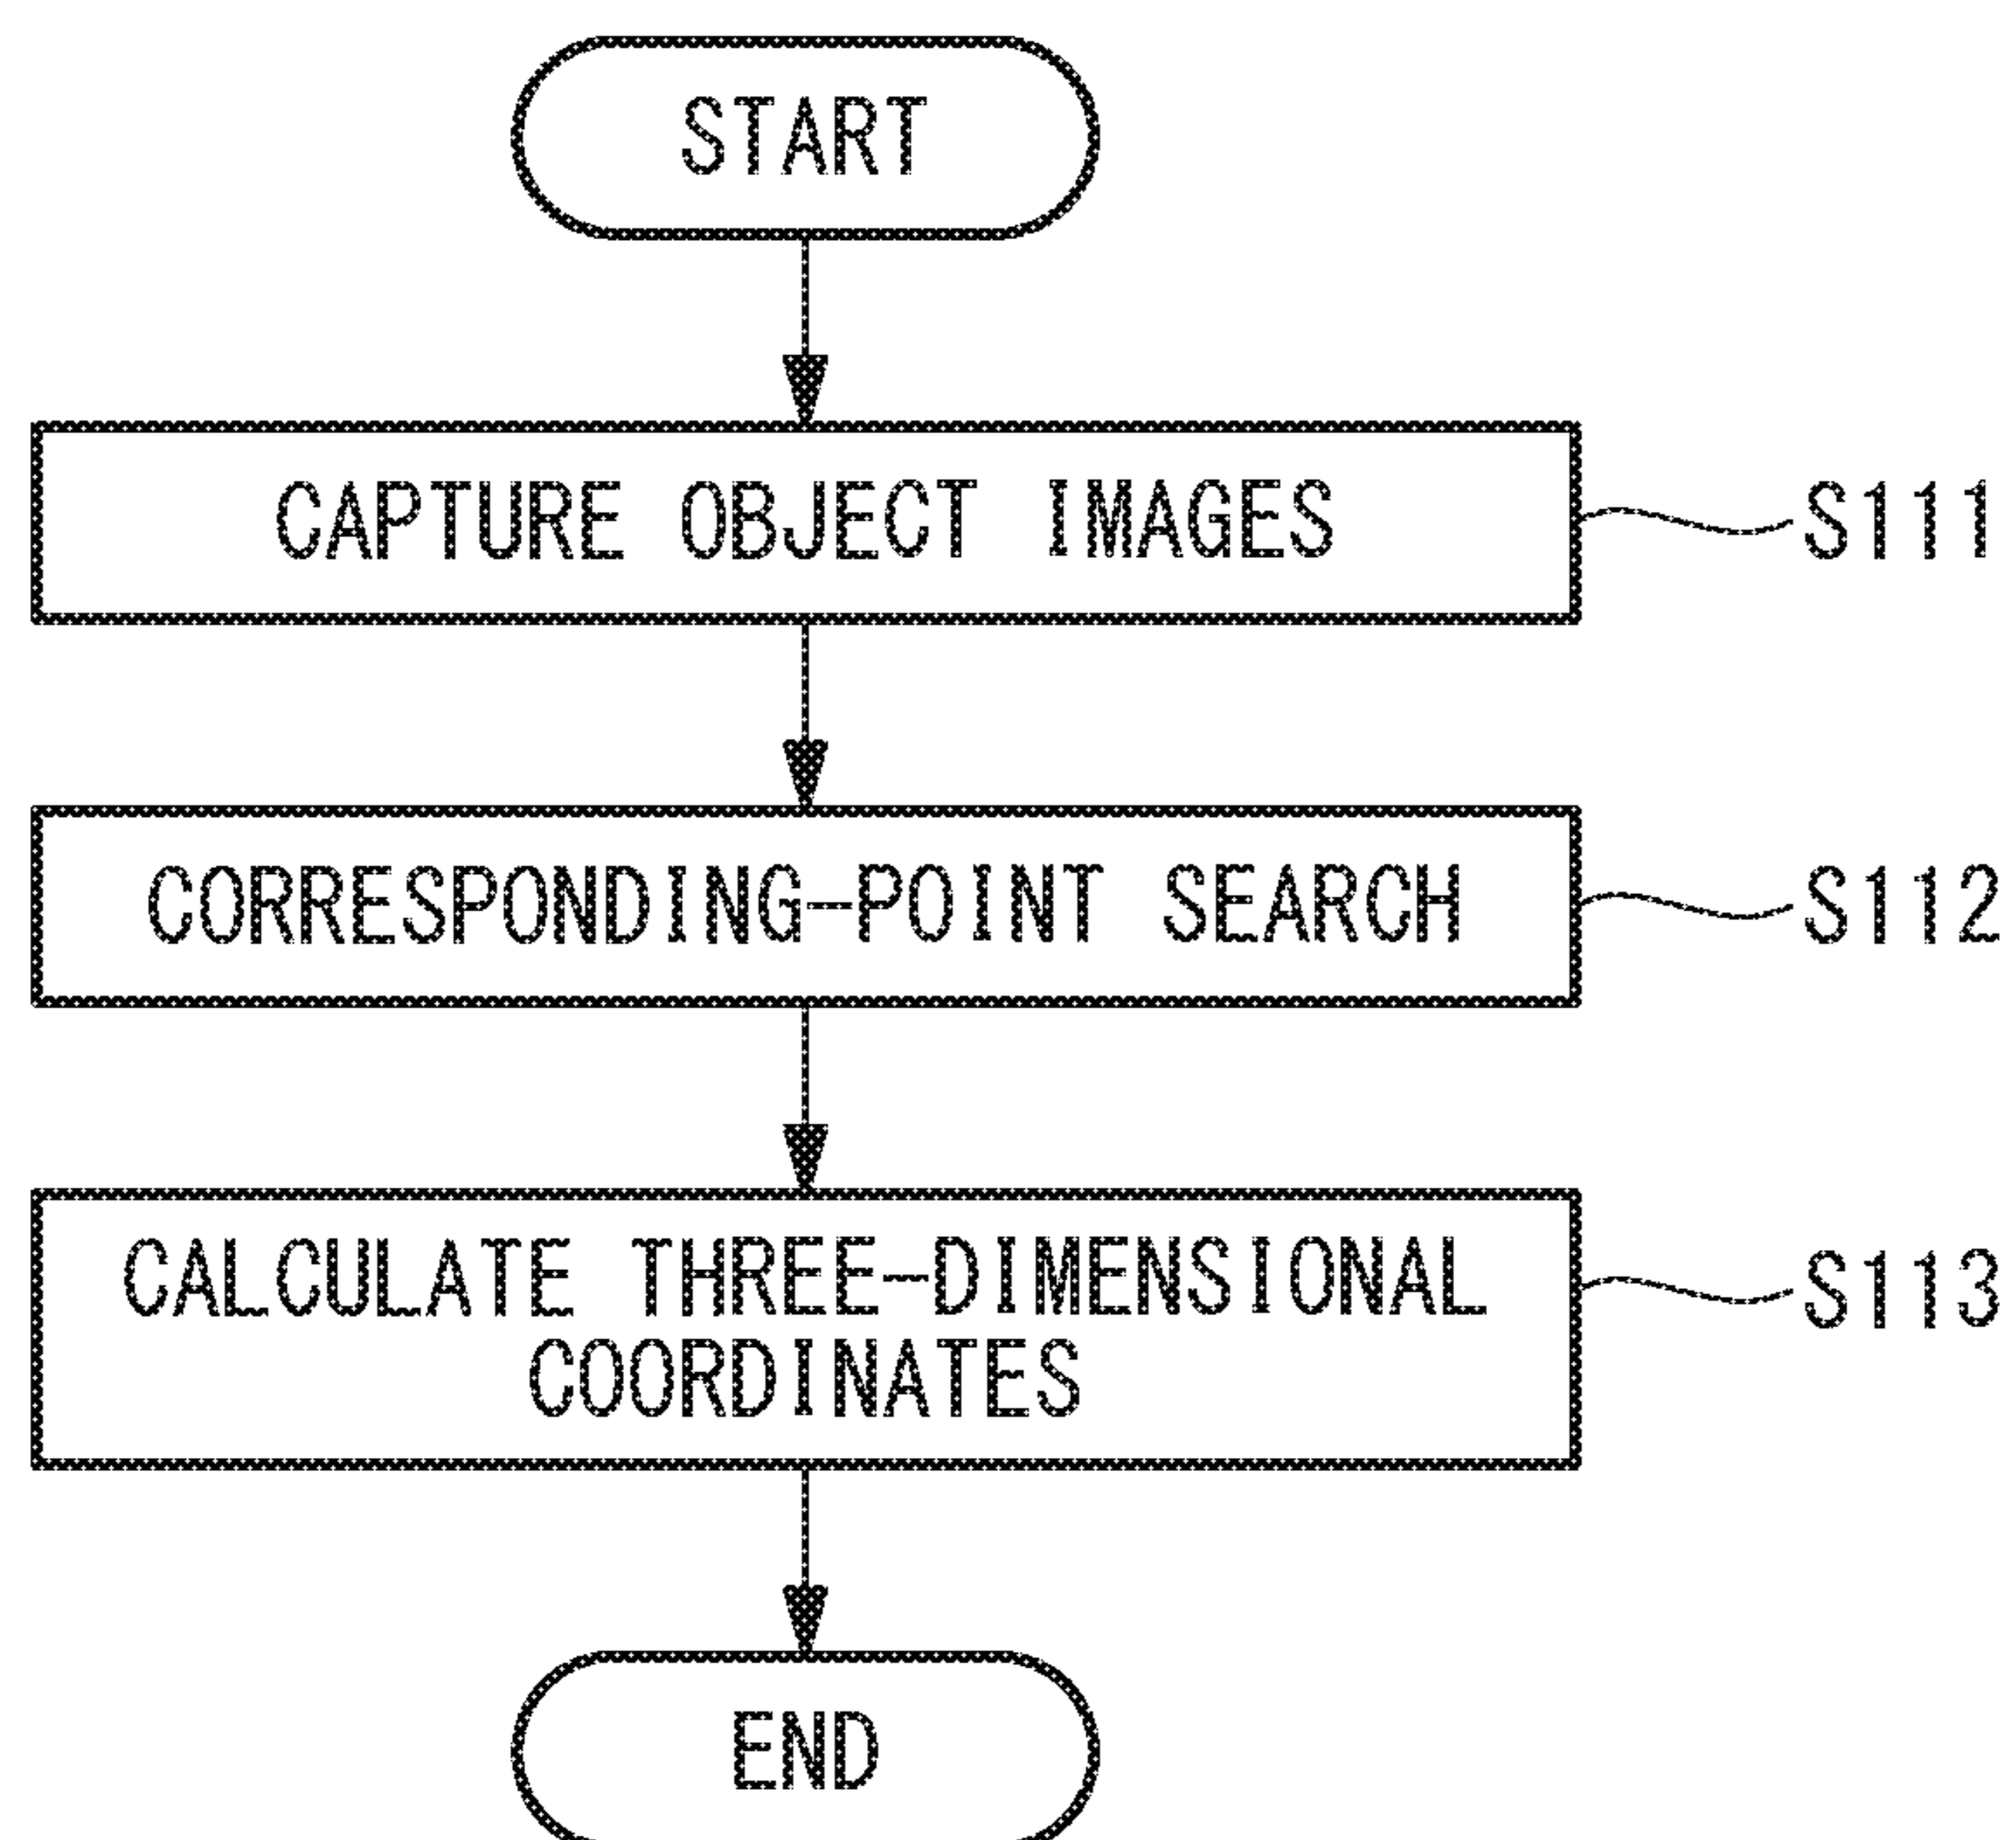 START
CAPTURE OBJECT IMAGES
S111
CORRESPONDING-POINT SEARCH
S112
CALCULATE THREE-DIMENSIONAL
COORDINATES
S113
END